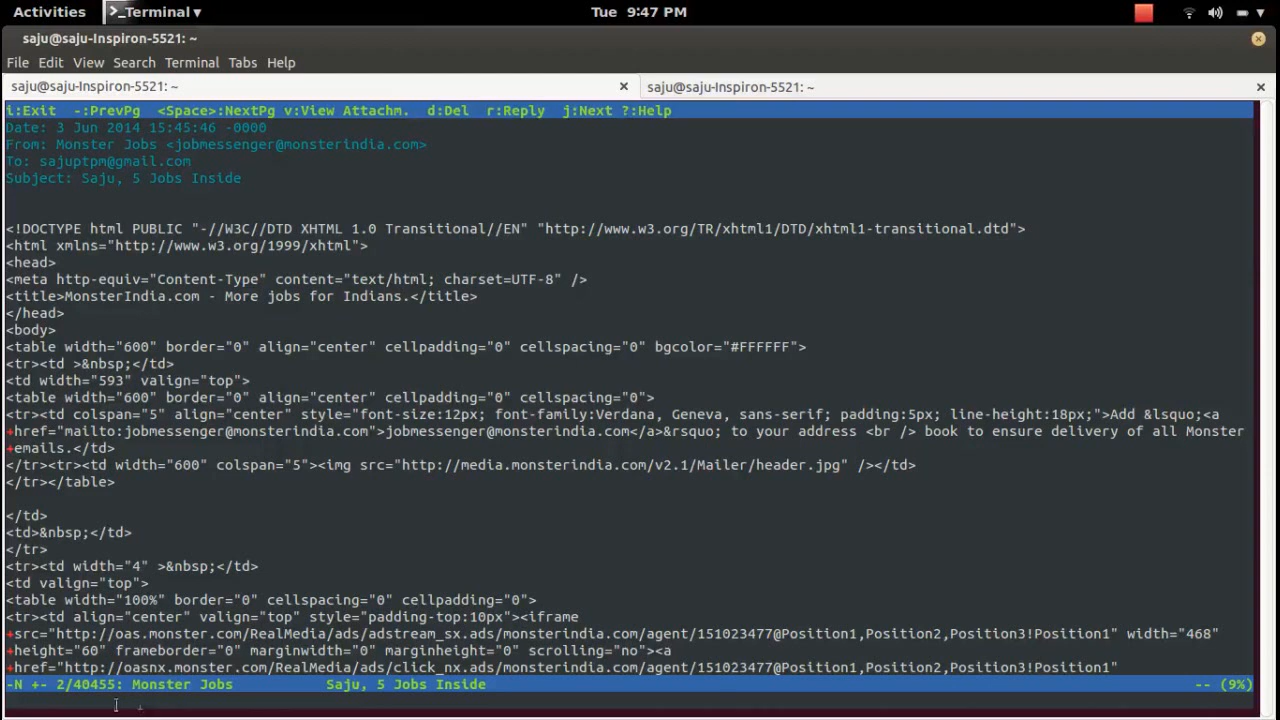 Activities Terminal ▾ Tue 9:47 PM
saju@saju-Inspiron-5521: ~
File Edit View Search Terminal Tabs Help
saju@saju-Inspiron-5521: ~ × saju@saju-Inspiron-5521: ~ ×
i:Exit -:PrevPg <Space>:NextPg v:View Attachm. d:Del r:Reply j:Next ?:Help
Date: 3 Jun 2014 15:45:46 -0000
From: Monster Jobs <jobmessenger@monsterindia.com>
To: sajuptpm@gmail.com
Subject: Saju, 5 Jobs Inside
<!DOCTYPE html PUBLIC "-//W3C//DTD XHTML 1.0 Transitional//EN" "http://www.w3.org/TR/xhtml1/DTD/xhtml1-transitional.dtd">
<html xmlns="http://www.w3.org/1999/xhtml">
<head>
<meta http-equiv="Content-Type" content="text/html; charset=UTF-8" />
<title>MonsterIndia.com - More jobs for Indians.</title>
</head>
<body>
<table width="600" border="0" align="center" cellpadding="0" cellspacing="0" bgcolor="#FFFFFF">
<tr><td >&nbsp;</td>
<td width="593" valign="top">
<table width="600" border="0" align="center" cellpadding="0" cellspacing="0">
<tr><td colspan="5" align="center" style="font-size:12px; font-family:Verdana, Geneva, sans-serif; padding:5px; line-height:18px;">Add &lsquo;<a
+href="mailto:jobmessenger@monsterindia.com">jobmessenger@monsterindia.com</a>&rsquo; to your address <br /> book to ensure delivery of all Monster
+emails.</td>
</tr><tr><td width="600" colspan="5"><img src="http://media.monsterindia.com/v2.1/Mailer/header.jpg" /></td>
</tr></table>
</td>
<td>&nbsp;</td>
</tr>
<tr><td width="4" >&nbsp;</td>
<td valign="top">
<table width="100%" border="0" cellspacing="0" cellpadding="0">
<tr><td align="center" valign="top" style="padding-top:10px"><iframe
+src="http://oas.monster.com/RealMedia/ads/adstream_sx.ads/monsterindia.com/agent/151023477@Position1,Position2,Position3!Position1" width="468"
+height="60" frameborder="0" marginwidth="0" marginheight="0" scrolling="no"><a
+href="http://oasnx.monster.com/RealMedia/ads/click_nx.ads/monsterindia.com/agent/151023477@Position1,Position2,Position3!Position1"
-N +- 2/40455: Monster Jobs Saju, 5 Jobs Inside -- (9%)